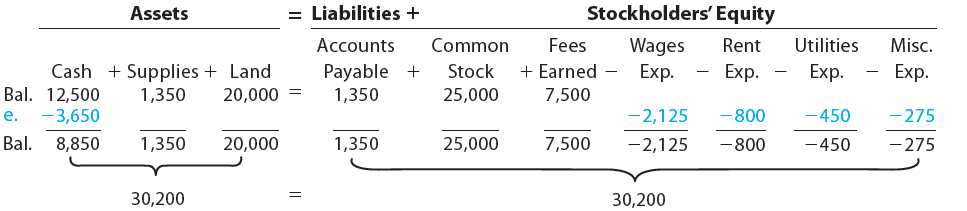 Assets = Liabilities + Stockholders' Equity
Accounts Common Fees Wages Rent Utilities Misc.
Cash + Supplies + Land Payable + Stock + Earned − Exp. − Exp. − Exp. − Exp.
Bal. 12,500 1,350 20,000 = 1,350 25,000 7,500
e. −3,650 −2,125 −800 −450 −275
Bal. 8,850 1,350 20,000 1,350 25,000 7,500 −2,125 −800 −450 −275
30,200 = 30,200